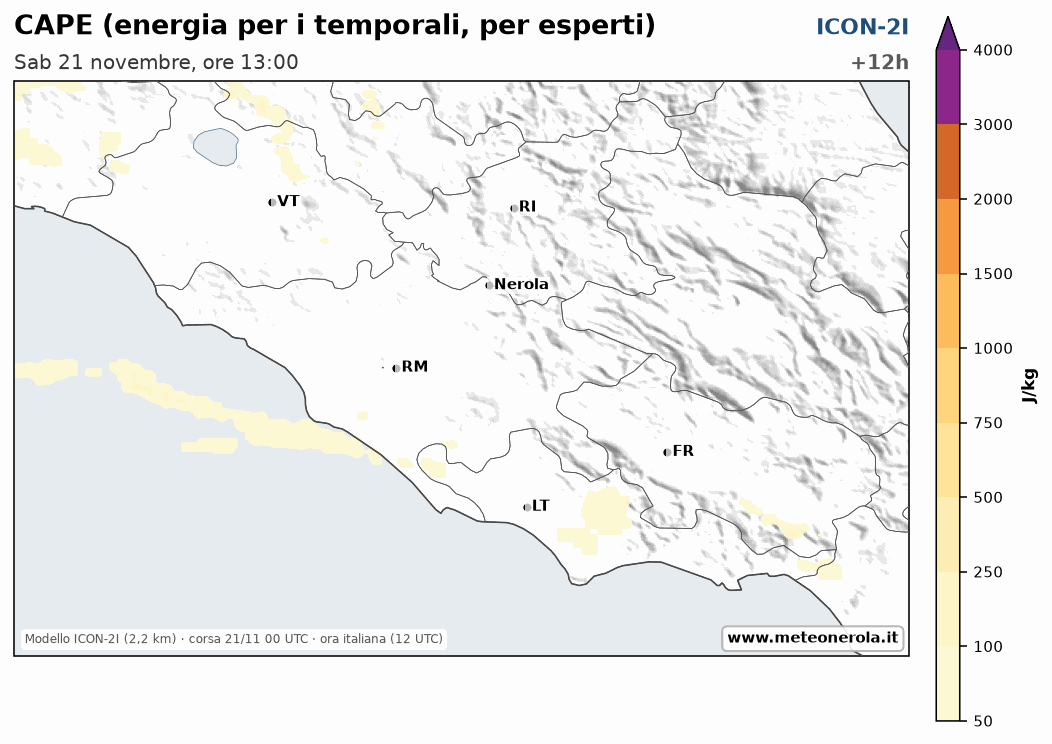 CAPE (energia per i temporali, per esperti)
ICON-2I
Sab 21 novembre, ore 13:00
+12h
4000
3000
2000
1500
1000
750
500
250
100
50
J/kg
VT
RI
Nerola
RM
FR
LT
Modello ICON-2I (2,2 km) · corsa 21/11 00 UTC · ora italiana (12 UTC)
www.meteonerola.it